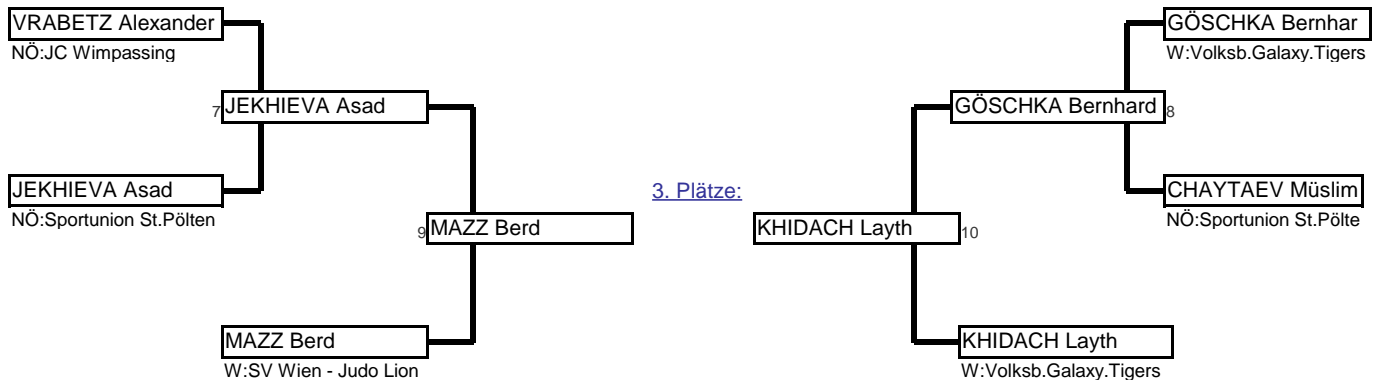 VRABETZ Alexander
NÖ:JC Wimpassing
7 JEKHIEVA Asad
JEKHIEVA Asad
NÖ:Sportunion St.Pölten
9 MAZZ Berd
MAZZ Berd
W:SV Wien - Judo Lion
3. Plätze:
GÖSCHKA Bernhar
W:Volksb.Galaxy.Tigers
GÖSCHKA Bernhard 8
CHAYTAEV Müslim
NÖ:Sportunion St.Pölte
KHIDACH Layth 10
KHIDACH Layth
W:Volksb.Galaxy.Tigers